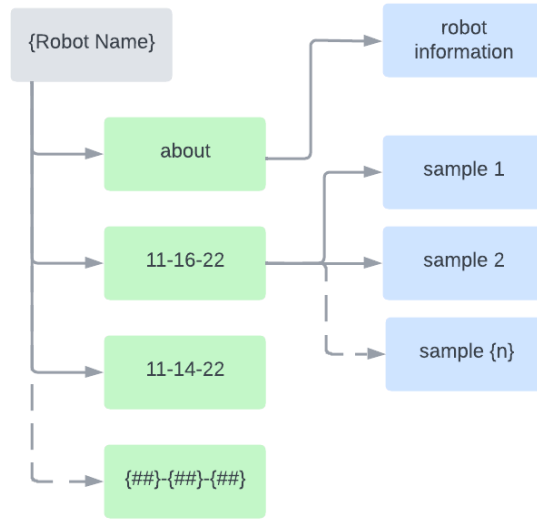 {Robot Name}
robot
information
about
sample 1
11-16-22
sample 2
sample {n}
11-14-22
{##}-{##}-{##}